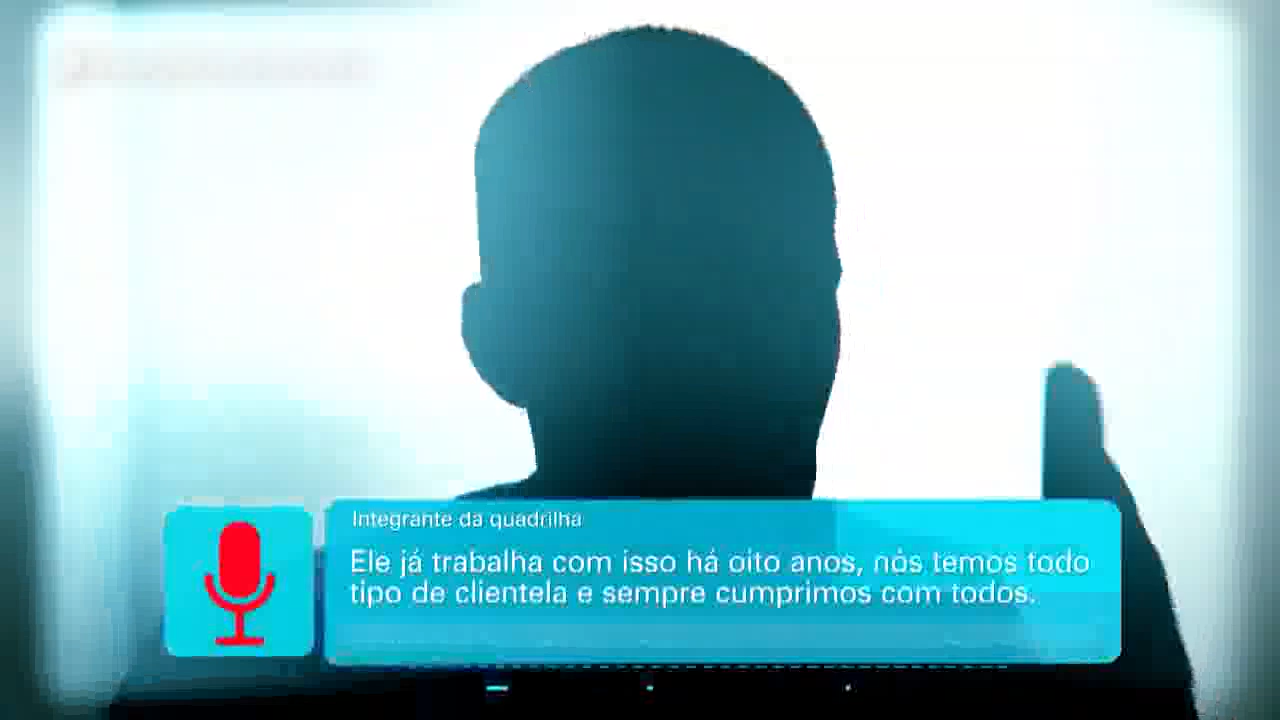 Integrante da quadrilha
Ele já trabalha com isso há oito anos, nós temos todo
tipo de clientela e sempre cumprimos com todos.